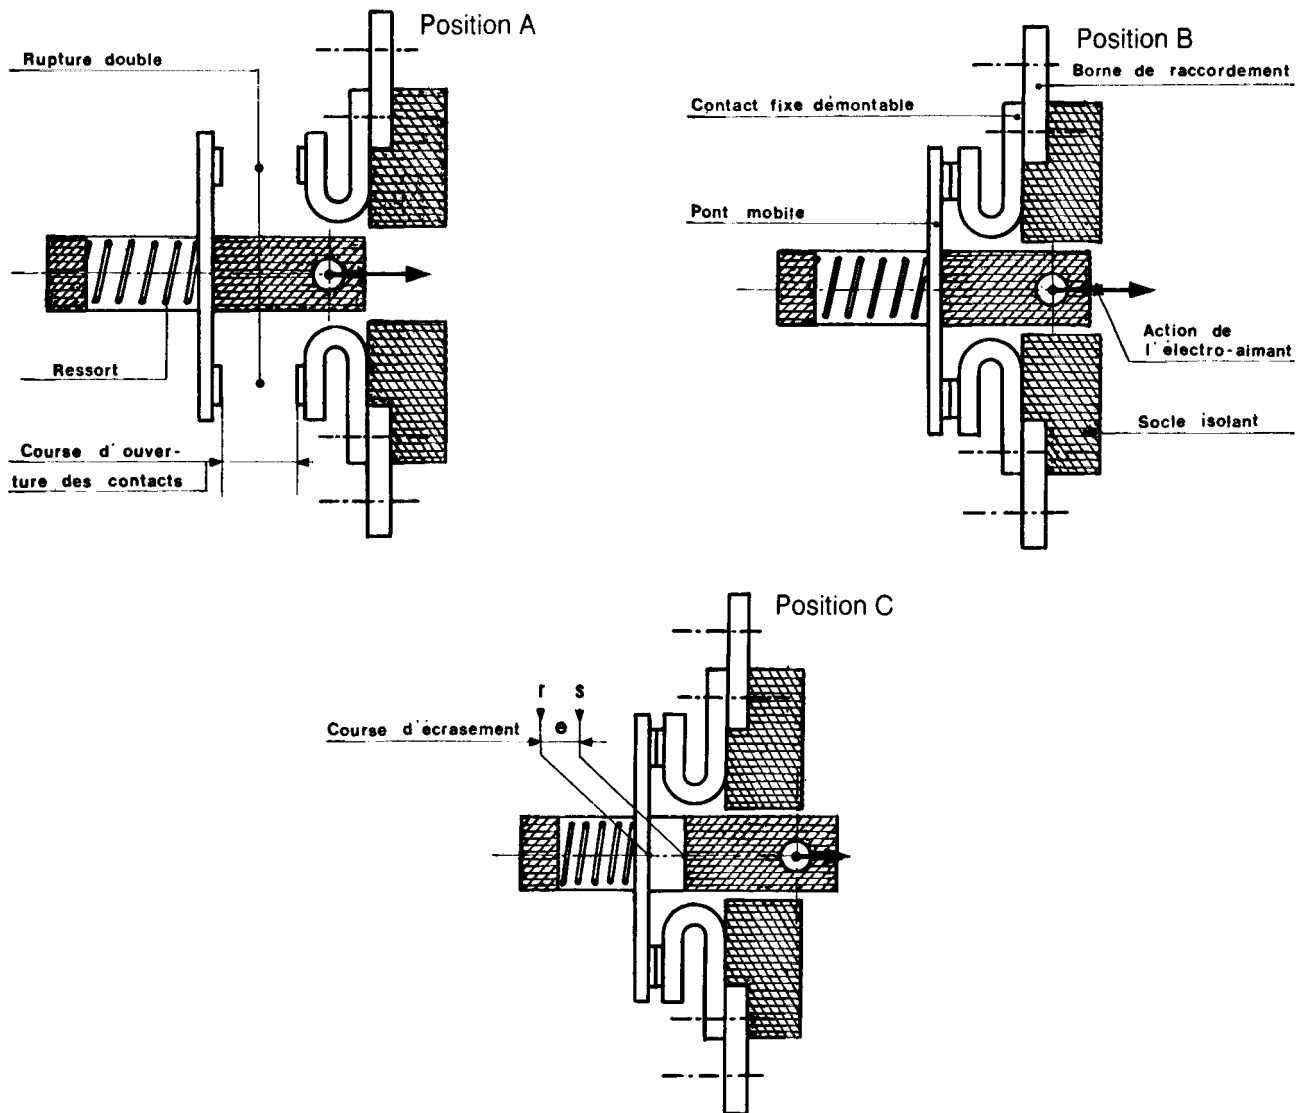 Position A
Rupture double
Ressort
Course d'ouver-
ture des contacts
Position B
Borne de raccordement
Contact fixe démontable
Pont mobile
Action de
l'électro-aimant
Socle isolant
Position C
r s
e
Course d'écrasement